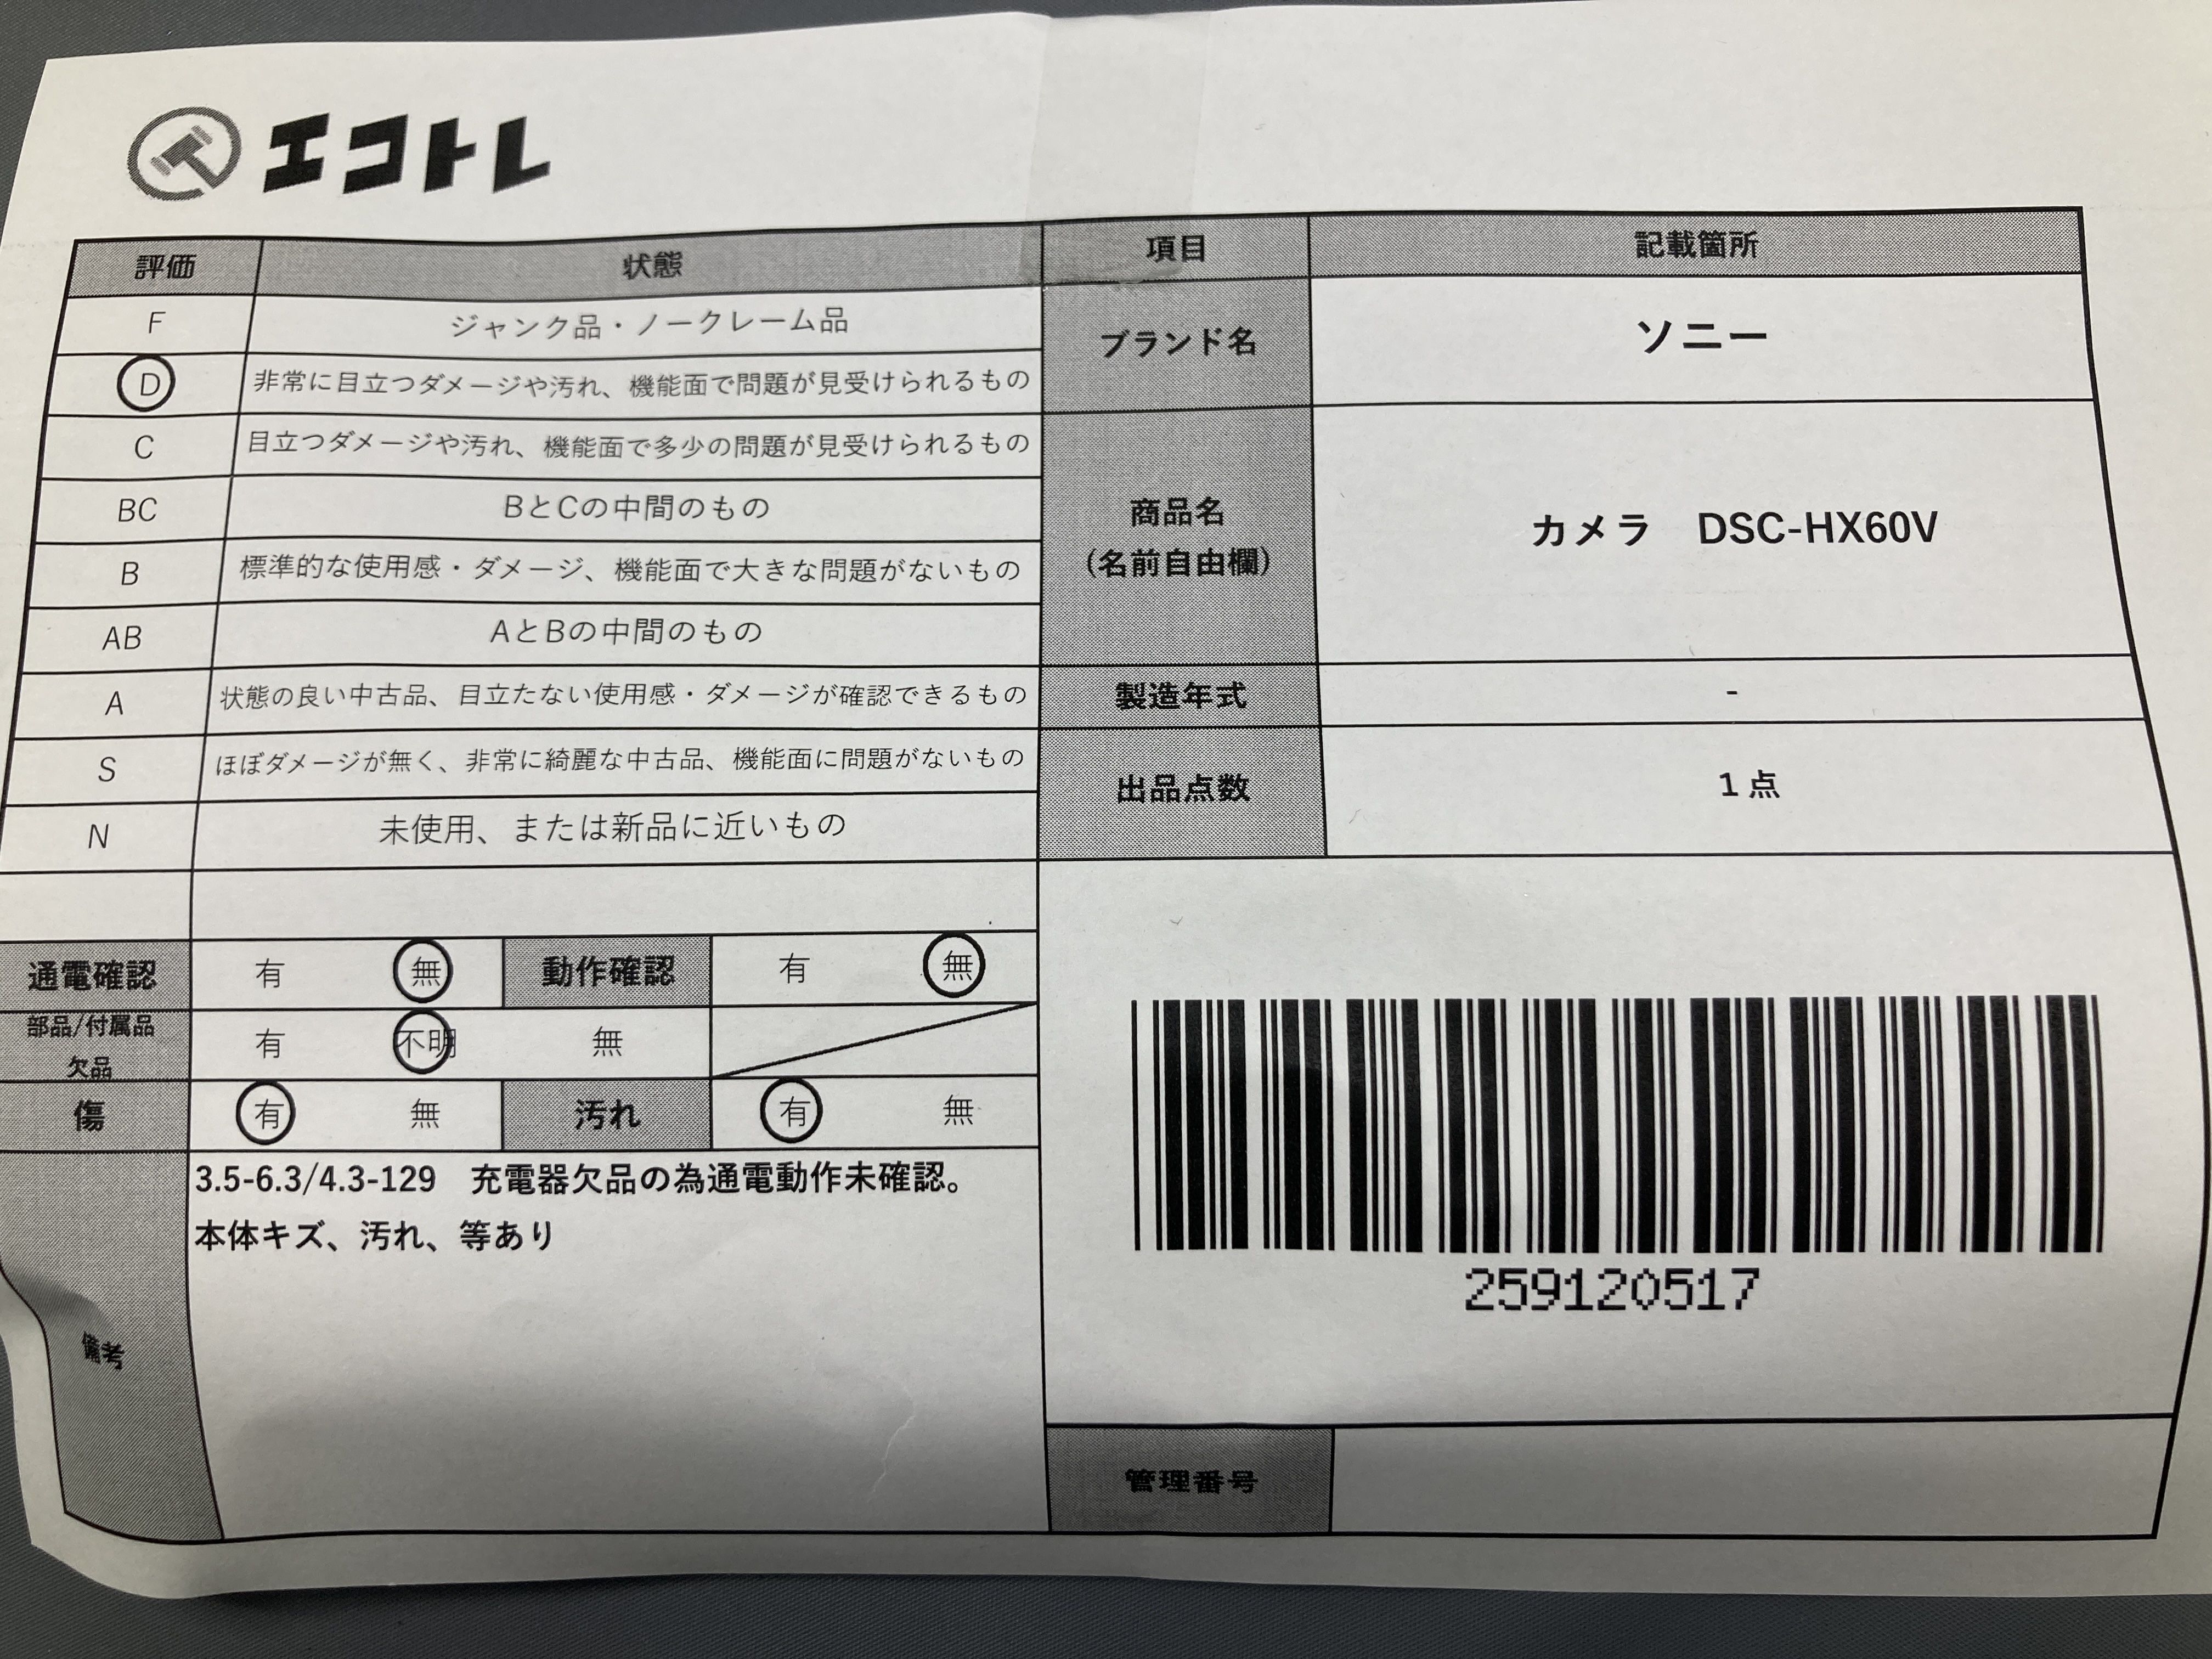 エコトレ
評価 状態
F ジャンク品・ノークレーム品
D 非常に目立つダメージや汚れ、機能面で問題が見受けられるもの
C 目立つダメージや汚れ、機能面で多少の問題が見受けられるもの
BC BとCの中間のもの
B 標準的な使用感・ダメージ、機能面で大きな問題がないもの
AB AとBの中間のもの
A 状態の良い中古品、目立たない使用感・ダメージが確認できるもの
S ほぼダメージが無く、非常に綺麗な中古品、機能面に問題がないもの
N 未使用、または新品に近いもの
通電確認 有 無 動作確認 有 無
部品/付属品
欠品 有 不明 無
傷 有 無 汚れ 有 無
備考
3.5-6.3/4.3-129 充電器欠品の為通電動作未確認。
本体キズ、汚れ、等あり
項目 記載箇所
ブランド名 ソニー
商品名
(名前自由欄)
カメラ DSC-HX60V
製造年式 -
出品点数 1点
259120517
管理番号